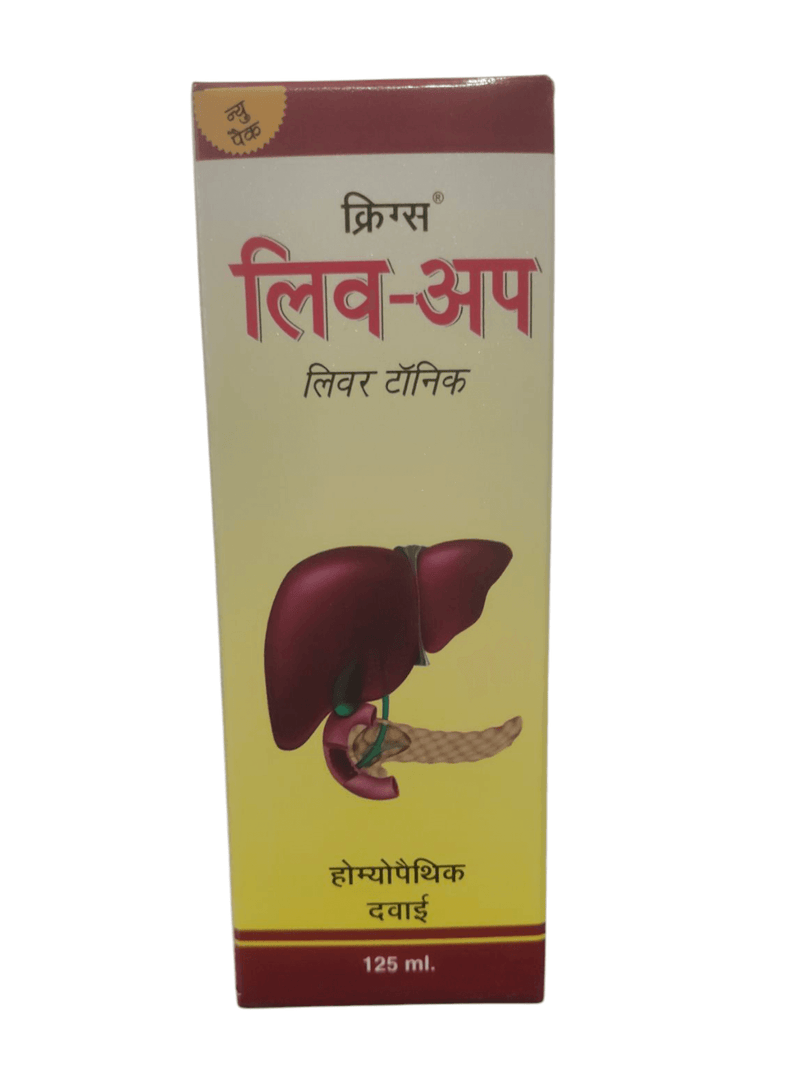 न्यु
पैक
क्रिग्स®
लिव-अप
लिवर टॉनिक
होम्योपैथिक
दवाई
125 ml.